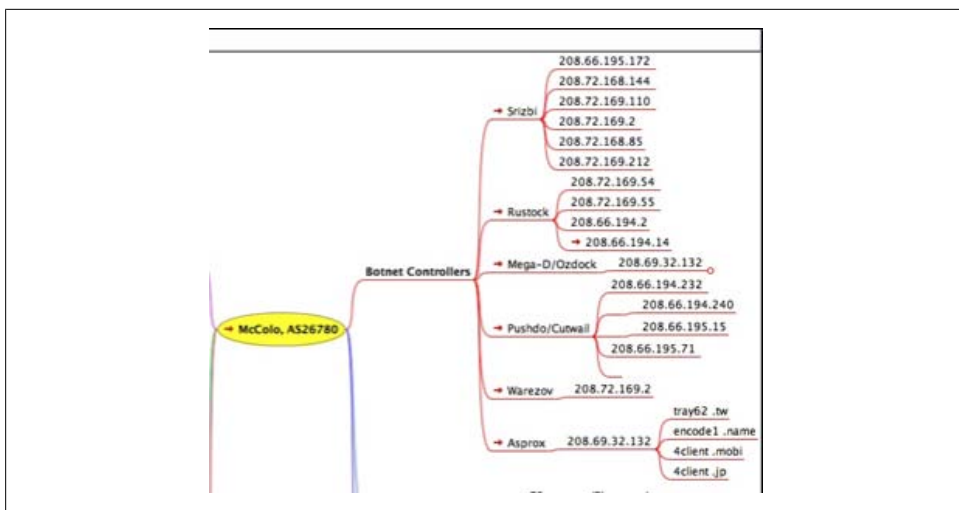 208.66.195.172
208.72.168.144
208.72.169.110
Srizbi
208.72.169.2
208.72.168.85
208.72.169.212
208.72.169.54
208.72.169.55
Rustock
208.66.194.2
208.66.194.14
Mega-D/Ozdock 208.69.32.132
Botnet Controllers
208.66.194.232
208.66.194.240
Pushdo/Cutwail
208.66.195.15
208.66.195.71
McColo, AS26780
Warezov 208.72.169.2
tray62 .tw
encode1 .name
Asprox 208.69.32.132
4client .mobi
4client .jp